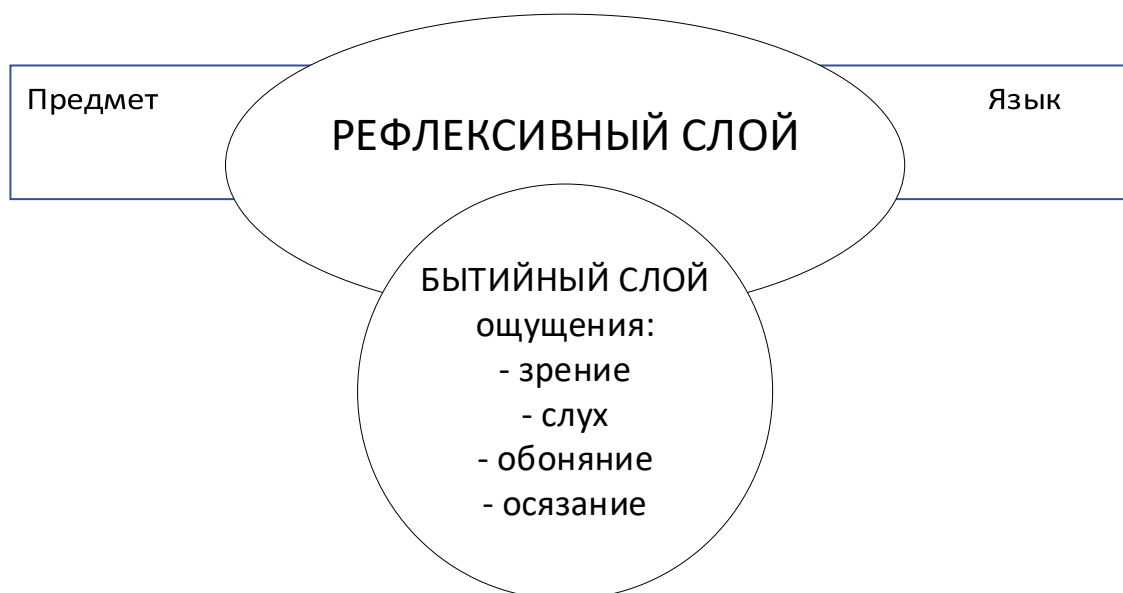 Предмет
Язык
РЕФЛЕКСИВНЫЙ СЛОЙ
БЫТИЙНЫЙ СЛОЙ
ощущения:
- зрение
- слух
- обоняние
- осязание